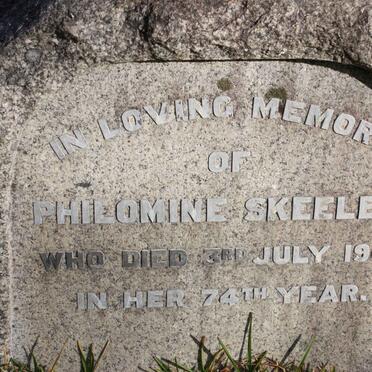 IN LOVING MEMOR
OF
PHILOMINE SKEELE
WHO DIED 3RD JULY 19
IN HER 74TH YEAR.